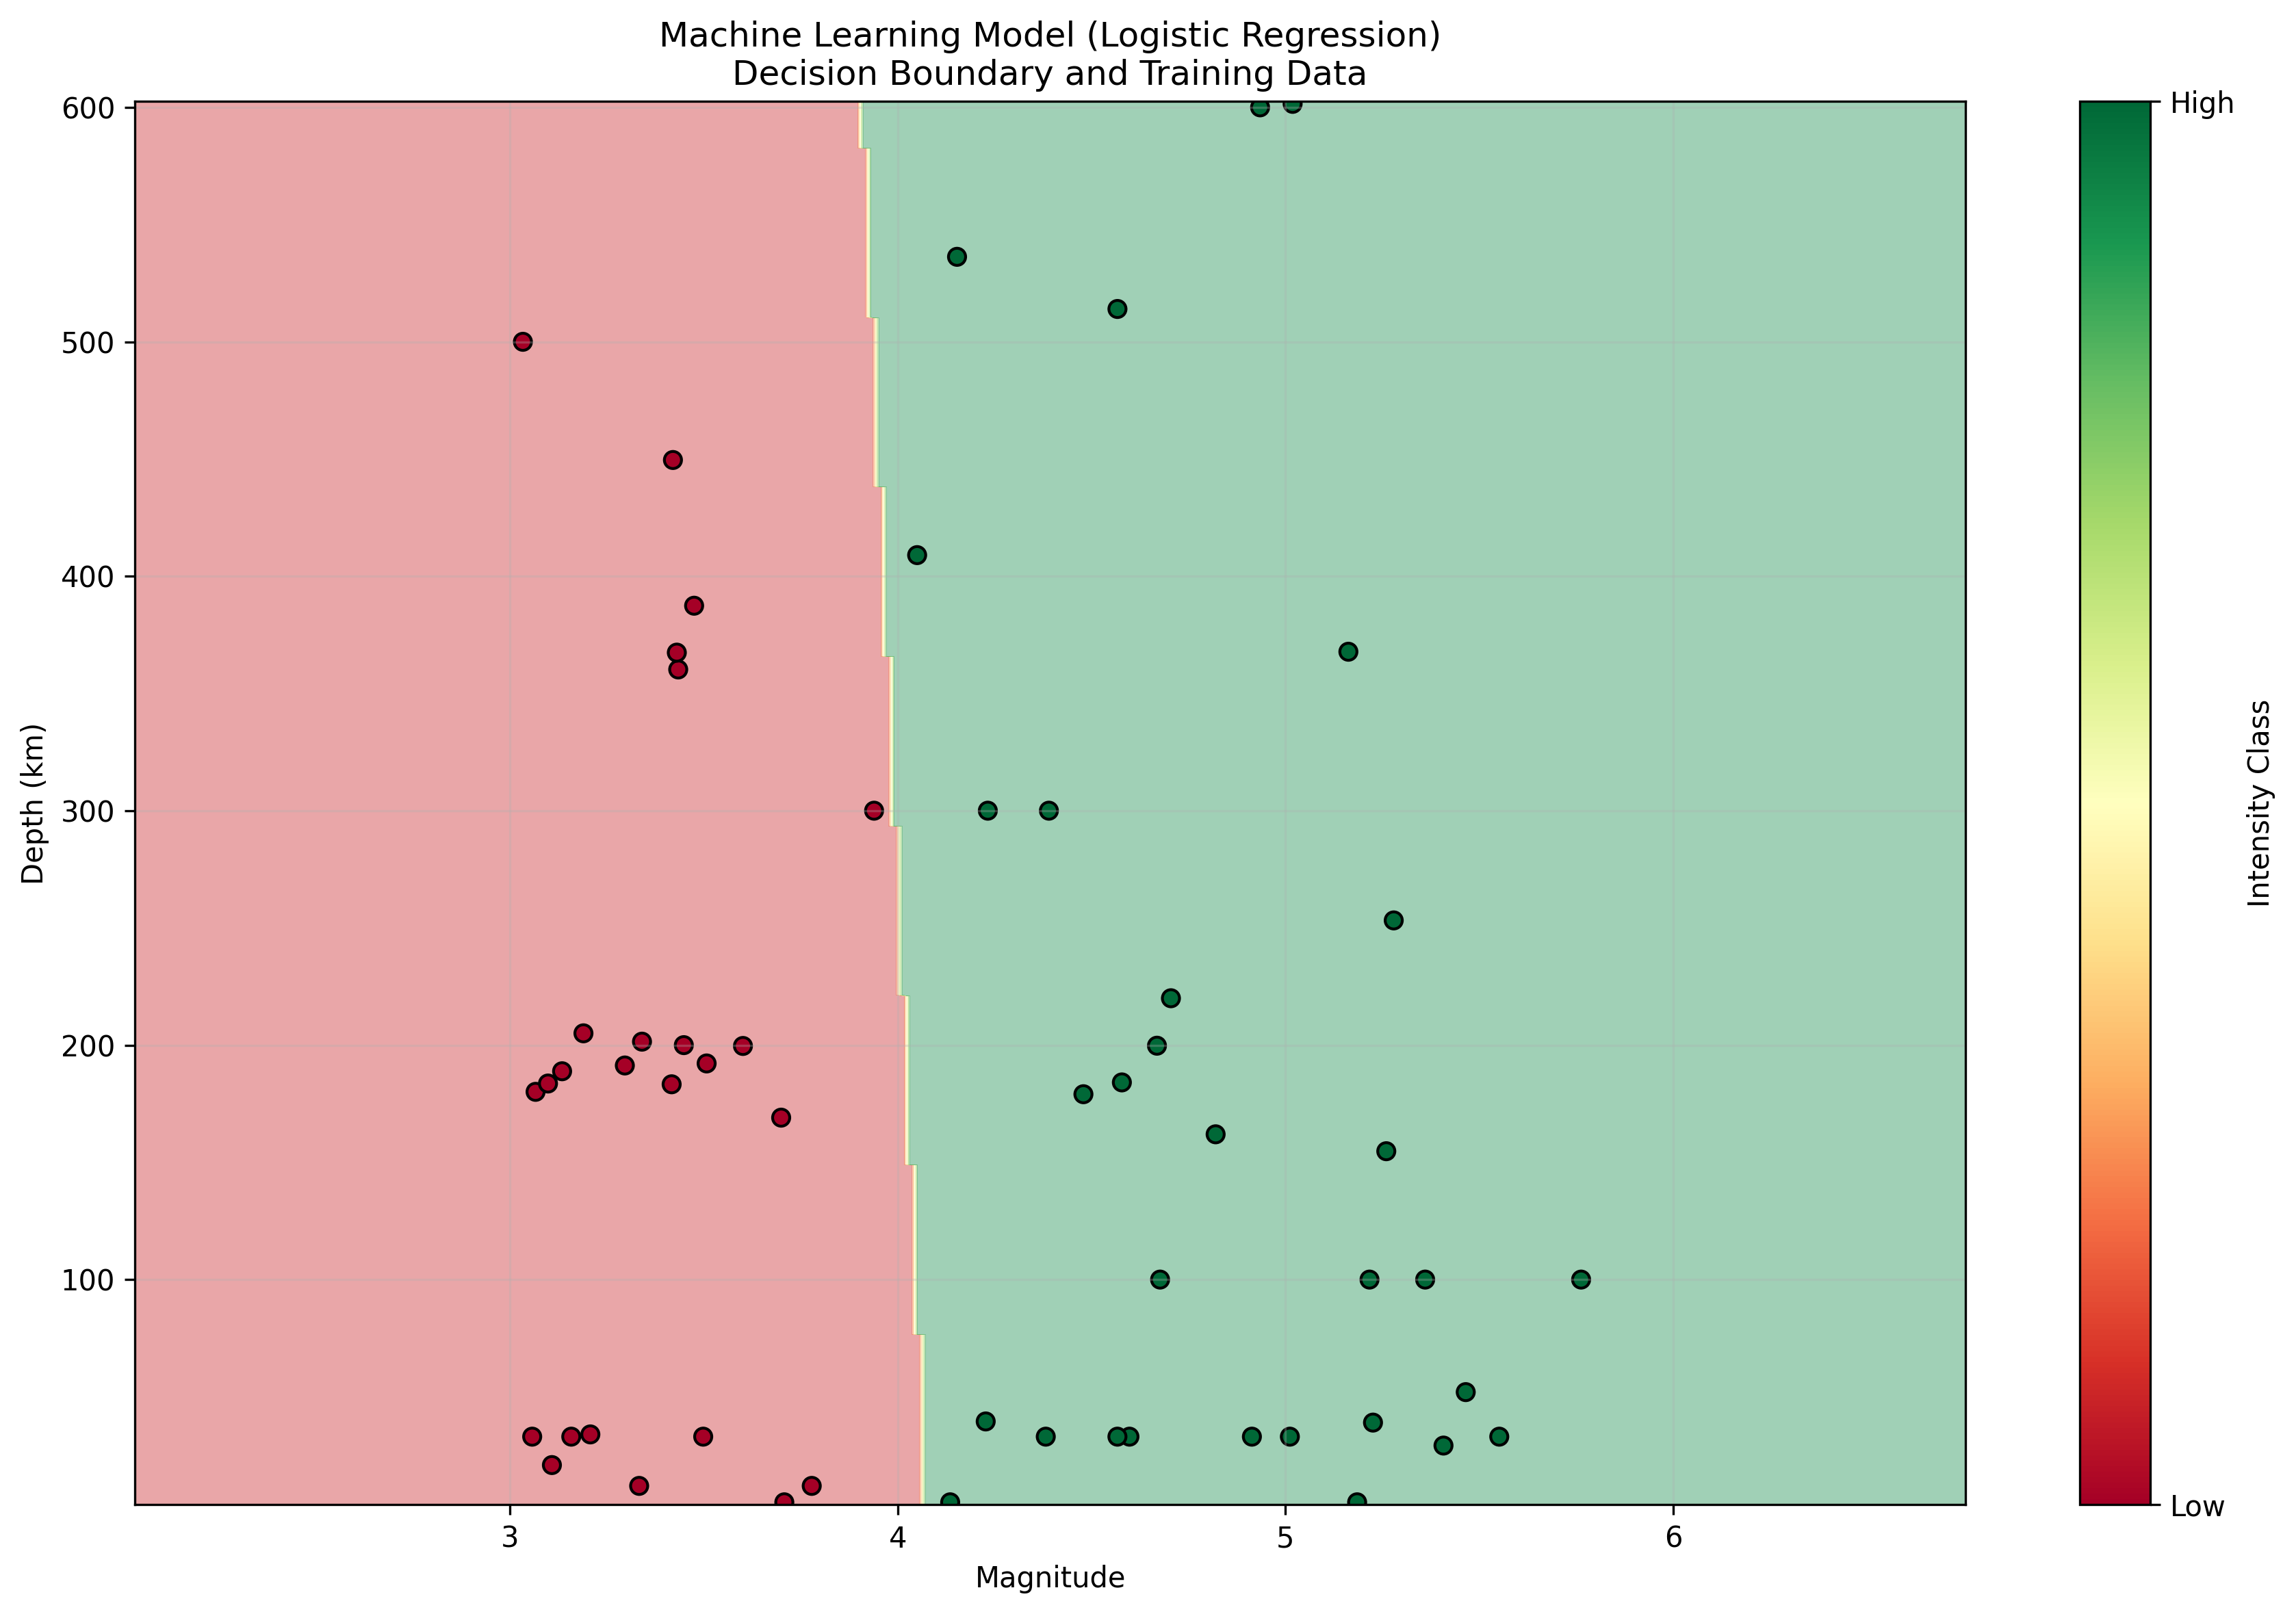 Machine Learning Model (Logistic Regression)
Decision Boundary and Training Data
600
500
400
300
200
100
Depth (km)
3
4
5
6
Magnitude
High
Low
Intensity Class